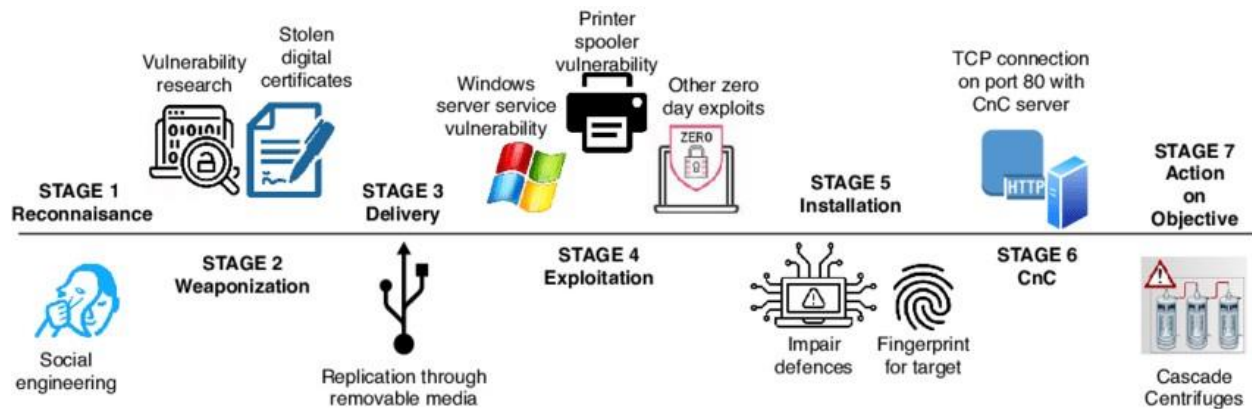 Vulnerability
research
Stolen
digital
certificates
Windows
server service
vulnerability
Printer
spooler
vulnerability
Other zero
day exploits
ZERO
TCP connection
on port 80 with
CnC server
HTTP
STAGE 1
Reconnaisance
STAGE 3
Delivery
STAGE 5
Installation
STAGE 7
Action
on
Objective
STAGE 2
Weaponization
STAGE 4
Exploitation
STAGE 6
CnC
Social
engineering
Replication through
removable media
Impair
defences
Fingerprint
for target
Cascade
Centrifuges